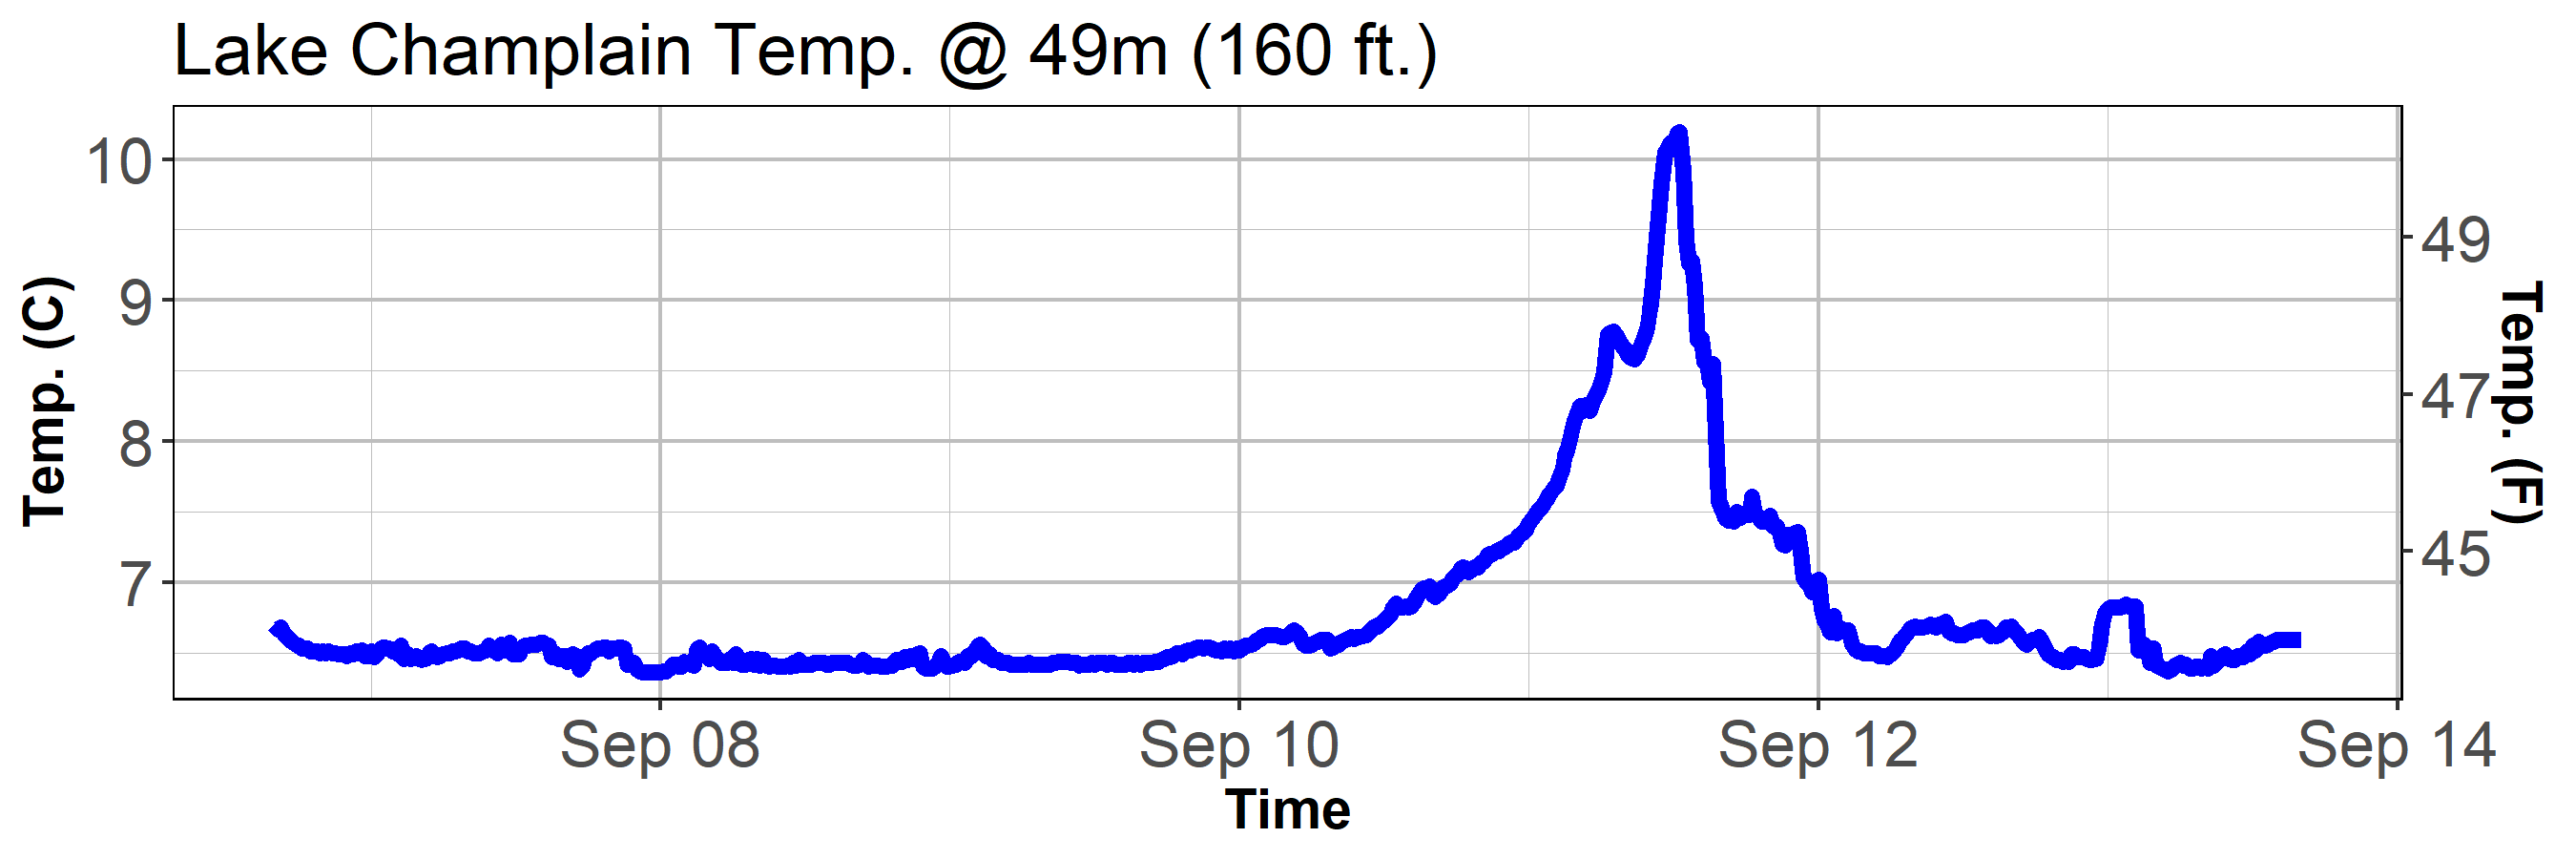 Lake Champlain Temp. @ 49m (160 ft.)
Temp. (C)
10
9
8
7
49
47
45
Temp. (F)
Sep 08 Sep 10 Sep 12 Sep 14
Time